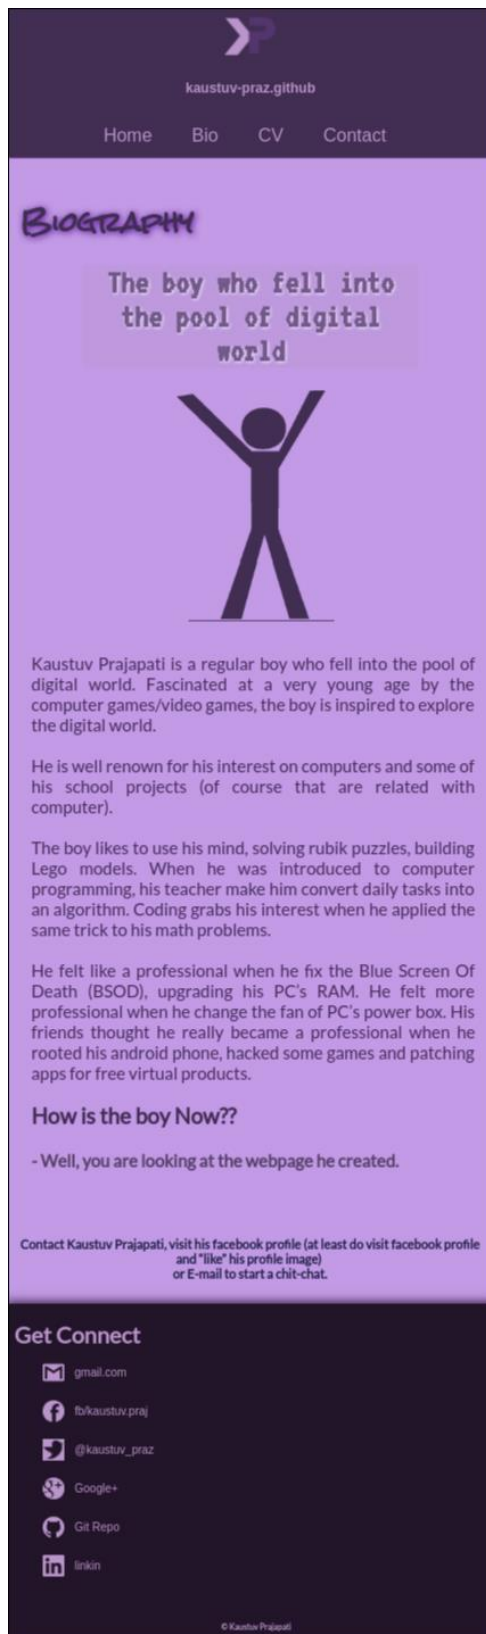 kaustuv-praz.github
Home Bio CV Contact
Biography
The boy who fell into
the pool of digital
world
Kaustuv Prajapati is a regular boy who fell into the pool of
digital world. Fascinated at a very young age by the
computer games/video games, the boy is inspired to explore
the digital world.
He is well renown for his interest on computers and some of
his school projects (of course that are related with
computer).
The boy likes to use his mind, solving rubik puzzles, building
Lego models. When he was introduced to computer
programming, his teacher make him convert daily tasks into
an algorithm. Coding grabs his interest when he applied the
same trick to his math problems.
He felt like a professional when he fix the Blue Screen Of
Death (BSOD), upgrading his PC's RAM. He felt more
professional when he change the fan of PC's power box. His
friends thought he really became a professional when he
rooted his android phone, hacked some games and patching
apps for free virtual products.
How is the boy Now??
- Well, you are looking at the webpage he created.
Contact Kaustuv Prajapati, visit his facebook profile (at least do visit facebook profile
and "like" his profile image)
or E-mail to start a chit-chat.
Get Connect
gmail.com
fb/kaustuv.praj
@kaustuv_praz
Google+
Git Repo
linkin
© Kaustuv Prajapati